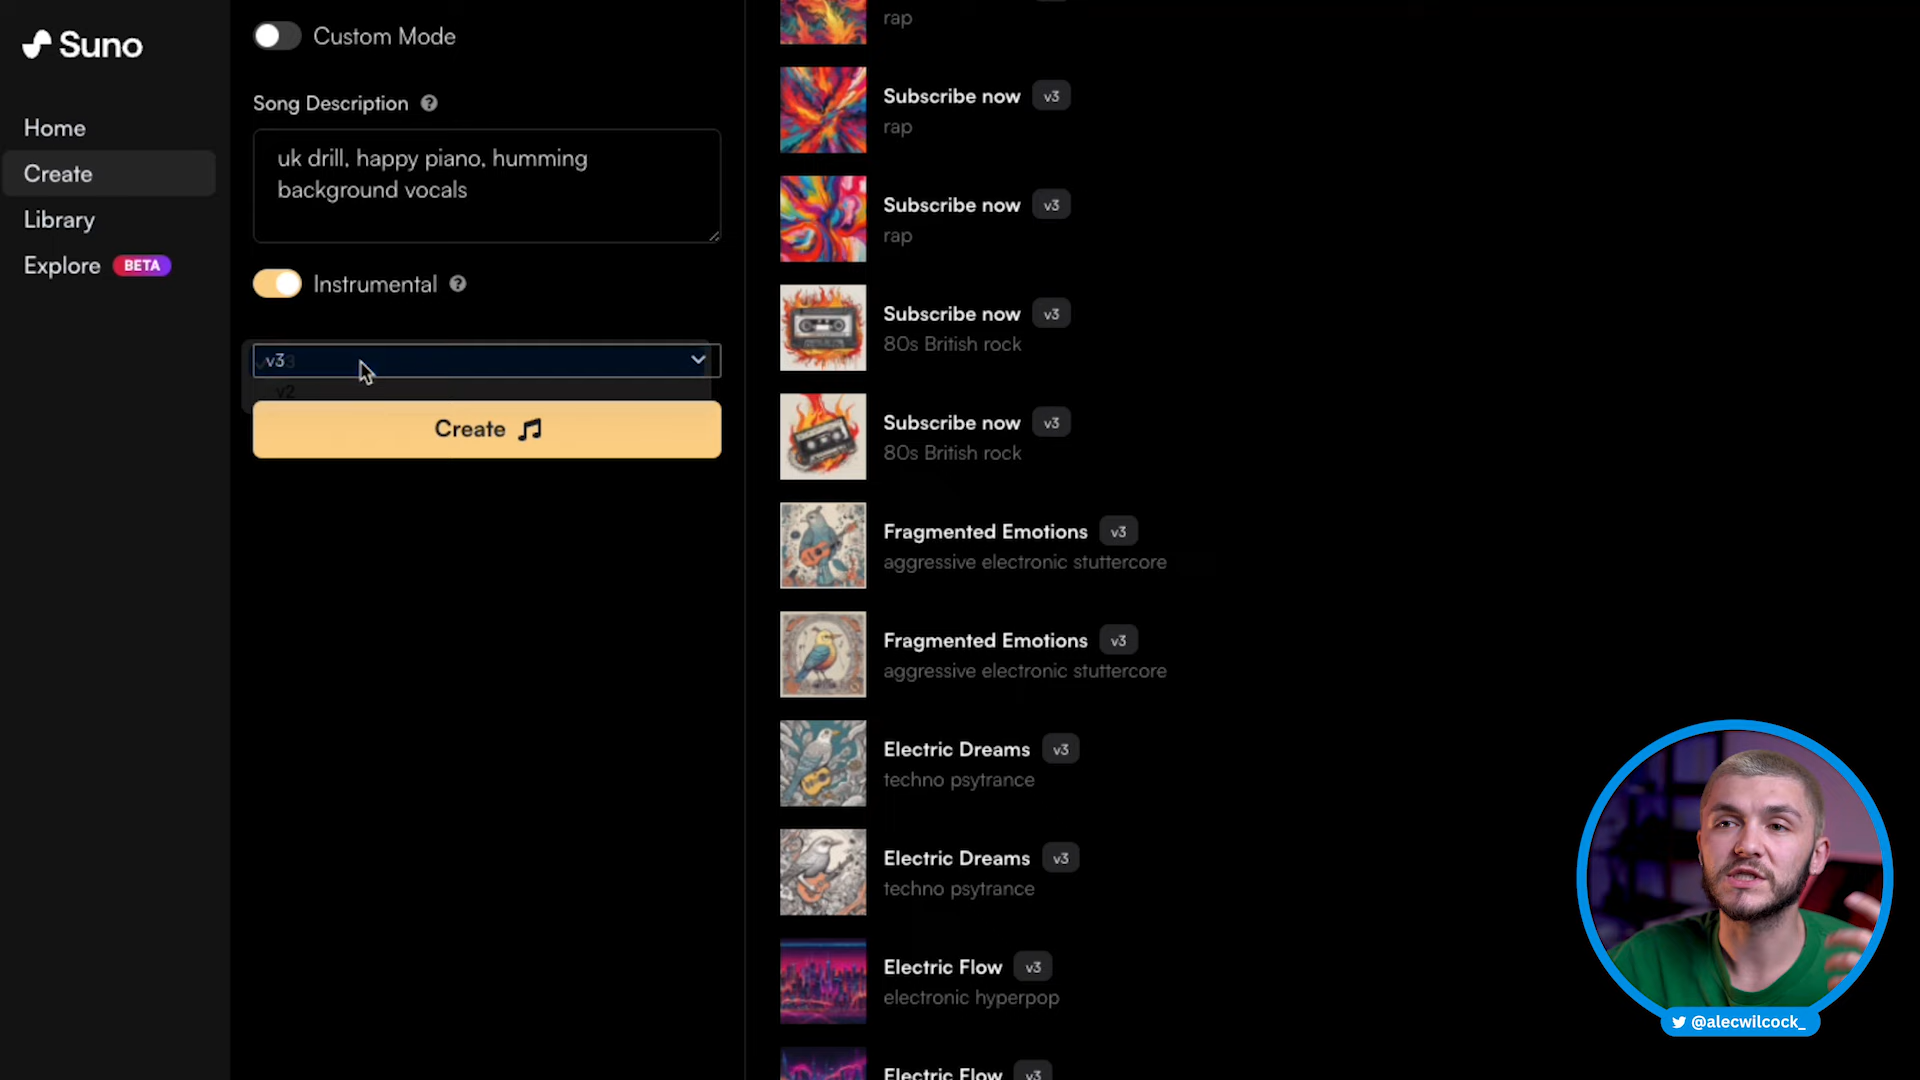 Suno
Home
Create
Library
Explore BETA
Custom Mode
Song Description ?
uk drill, happy piano, humming
background vocals
Instrumental ?
v3
v2
Create
rap
Subscribe now v3
rap
Subscribe now v3
rap
Subscribe now v3
80s British rock
Subscribe now v3
80s British rock
Fragmented Emotions v3
aggressive electronic stuttercore
Fragmented Emotions v3
aggressive electronic stuttercore
Electric Dreams v3
techno psytrance
Electric Dreams v3
techno psytrance
Electric Flow v3
electronic hyperpop
Electric Flow v3
@alecwilcock_